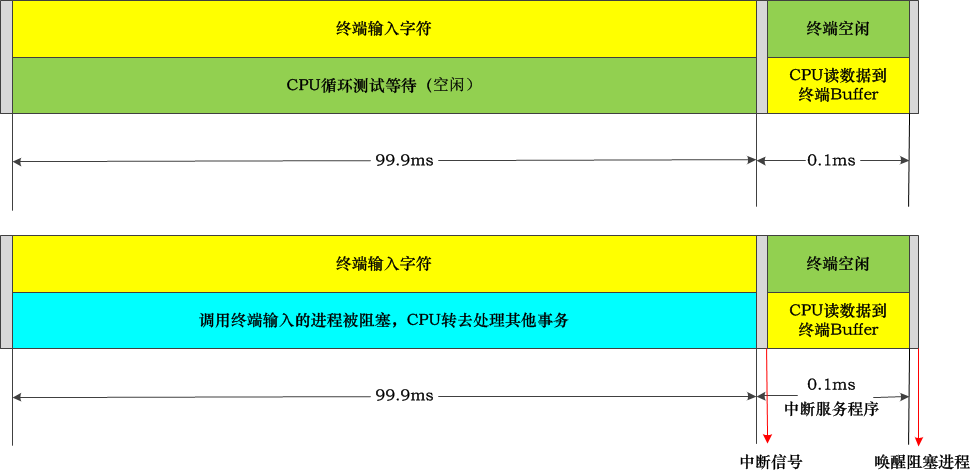 终端输入字符
终端空闲
CPU循环测试等待（空闲）
CPU读数据到
终端Buffer
99.9ms
0.1ms
终端输入字符
终端空闲
调用终端输入的进程被阻塞，CPU转去处理其他事务
CPU读数据到
终端Buffer
99.9ms
0.1ms
中断服务程序
中断信号
唤醒阻塞进程